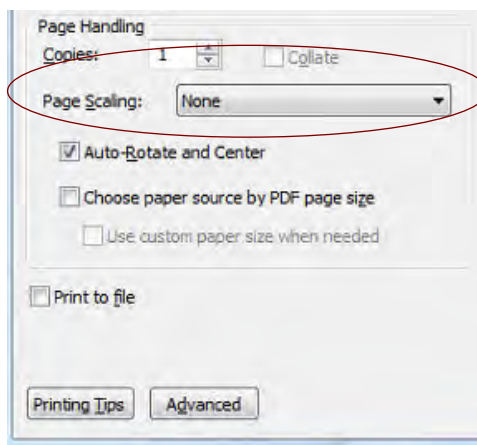 Page Handling
Copies: 1 Collate
Page Scaling: None
Auto-Rotate and Center
Choose paper source by PDF page size
Use custom paper size when needed
Print to file
Printing Tips Advanced